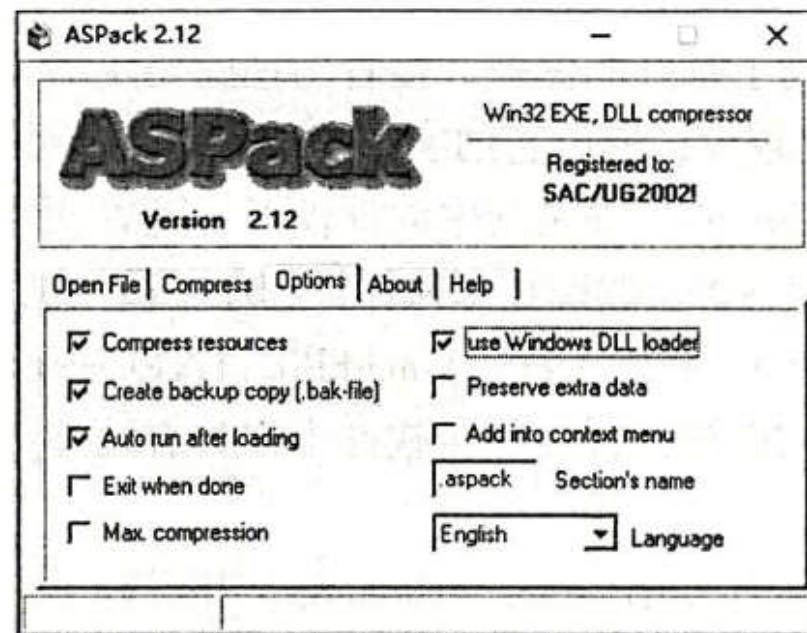 ASPack 2.12
ASPack
Version 2.12
Win32 EXE, DLL compressor
Registered to:
SAC/UG2002!
Open File Compress Options About Help
Compress resources
Create backup copy (.bak-file)
Auto run after loading
Exit when done
Max. compression
use Windows DLL loader
Preserve extra data
Add into context menu
.aspack Section's name
English Language